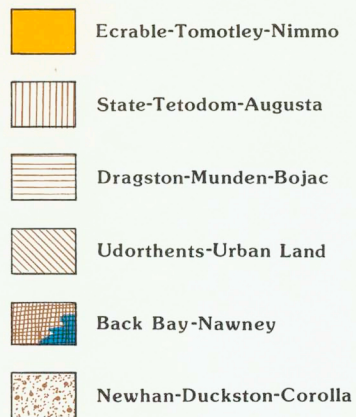 Ecrable-Tomotley-Nimmo
State-Tetodom-Augusta
Dragston-Munden-Bojac
Udorthents-Urban Land
Back Bay-Nawney
Newhan-Duckston-Corolla